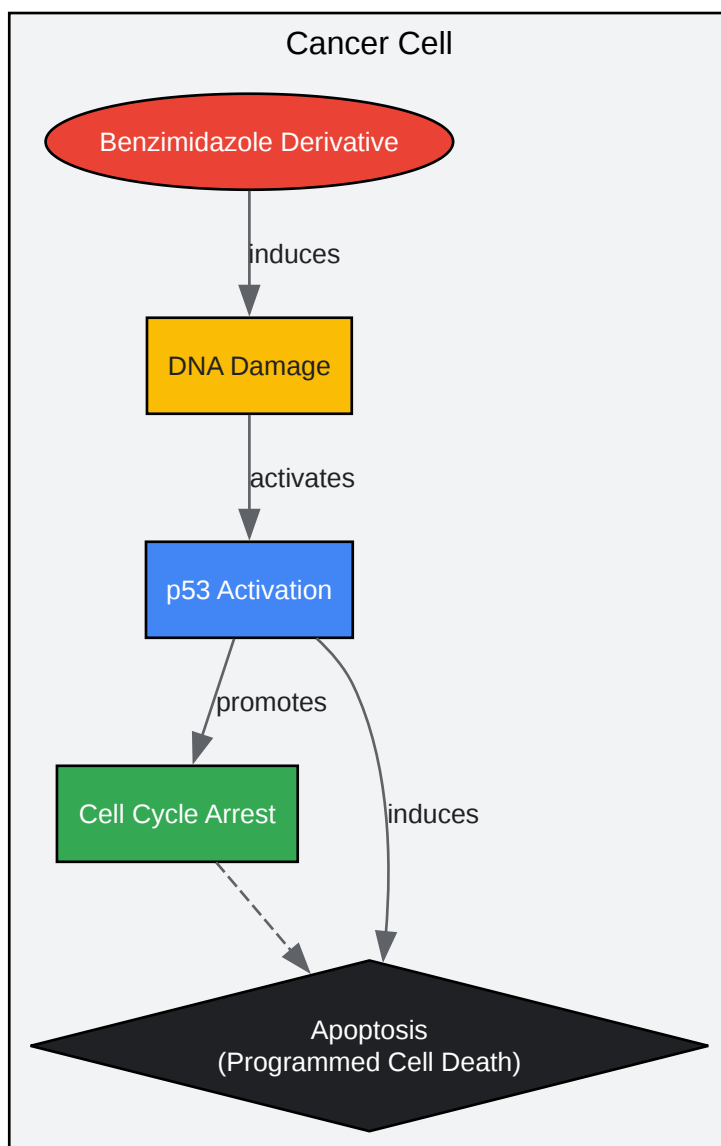 Cancer Cell
Benzimidazole Derivative
induces
DNA Damage
activates
p53 Activation
promotes
Cell Cycle Arrest
induces
Apoptosis
(Programmed Cell Death)